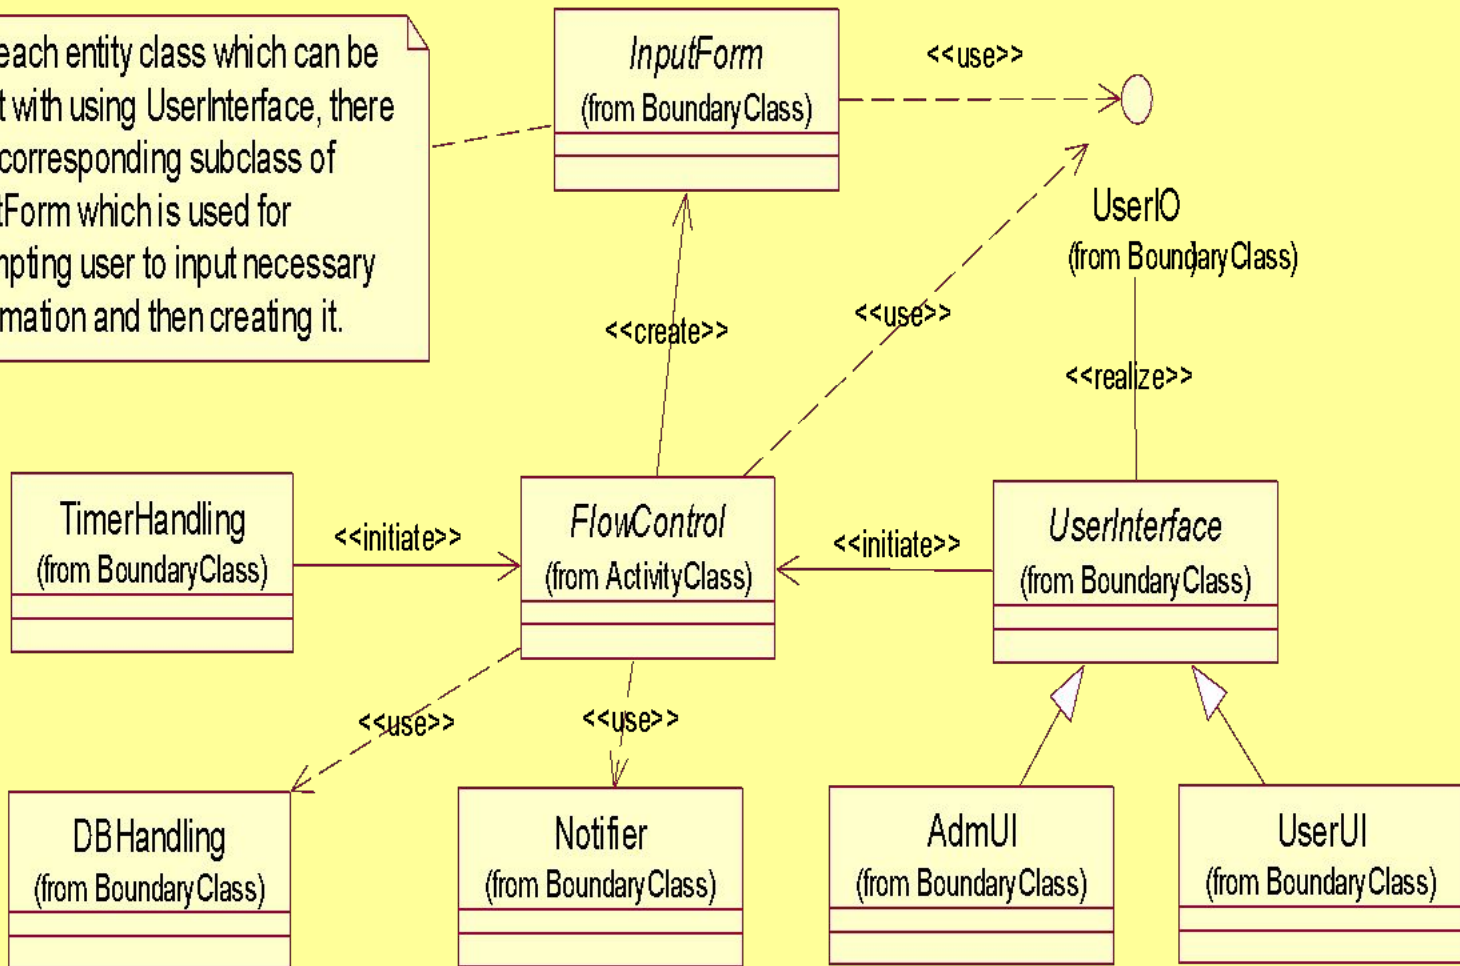 each entity class which can be
t with using UserInterface, there
corresponding subclass of
tForm which is used for
npting user to input necessary
mation and then creating it.
InputForm
(from BoundaryClass)
<<use>>
UserIO
(from BoundaryClass)
<<create>>
<<use>>
<<realize>>
TimerHandling
(from BoundaryClass)
<<initiate>>
FlowControl
(from ActivityClass)
<<initiate>>
UserInterface
(from BoundaryClass)
<<use>>
<<use>>
DBHandling
(from BoundaryClass)
Notifier
(from BoundaryClass)
AdmUI
(from BoundaryClass)
UserUI
(from BoundaryClass)